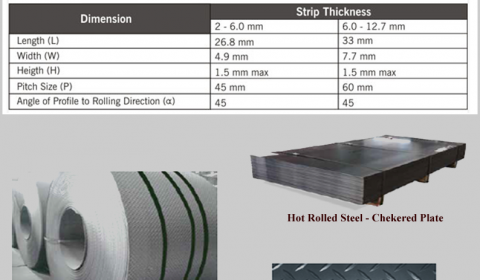 Dimension Strip Thickness
2 - 6.0 mm 6.0 - 12.7 mm
Length (L) 26.8 mm 33 mm
Width (W) 4.9 mm 7.7 mm
Heigth (H) 1.5 mm max 1.5 mm max
Pitch Size (P) 45 mm 60 mm
Angle of Profile to Rolling Direction (α) 45 45
Hot Rolled Steel - Chekered Plate